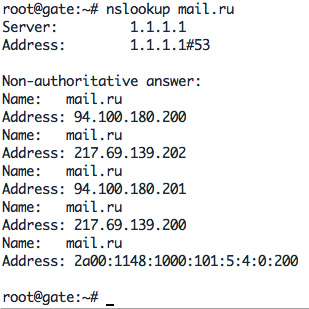 root@gate:~# nslookup mail.ru
Server:         1.1.1.1
Address:        1.1.1.1#53

Non-authoritative answer:
Name:   mail.ru
Address: 94.100.180.200
Name:   mail.ru
Address: 217.69.139.202
Name:   mail.ru
Address: 94.100.180.201
Name:   mail.ru
Address: 217.69.139.200
Name:   mail.ru
Address: 2a00:1148:1000:101:5:4:0:200

root@gate:~# _